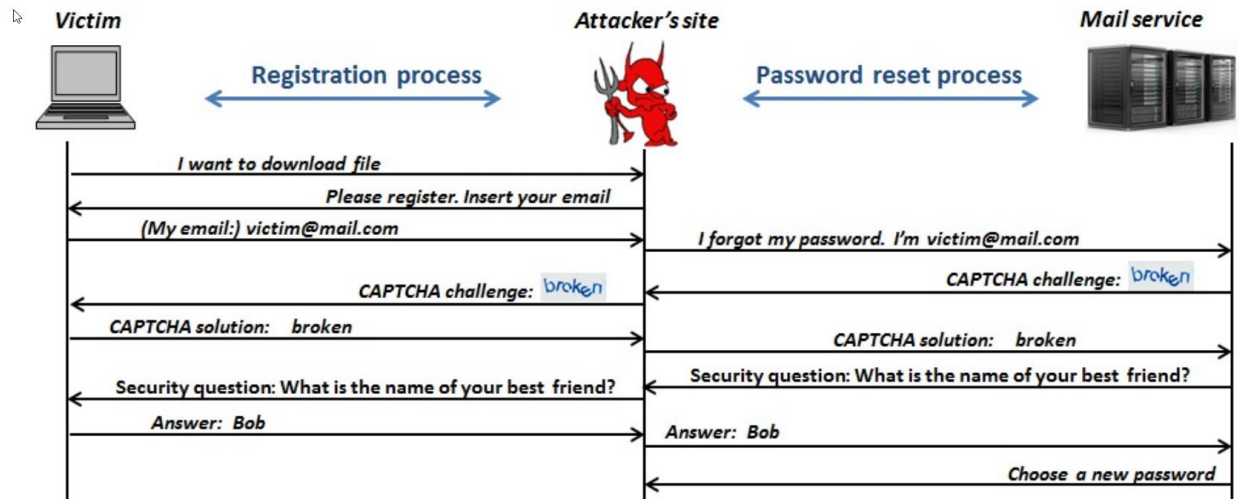 Victim
Attacker's site
Mail service
Registration process
Password reset process
I want to download file
Please register. Insert your email
(My email:) victim@mail.com
I forgot my password. I'm victim@mail.com
CAPTCHA challenge: broken
CAPTCHA challenge: broken
CAPTCHA solution: broken
CAPTCHA solution: broken
Security question: What is the name of your best friend?
Security question: What is the name of your best friend?
Answer: Bob
Answer: Bob
Choose a new password